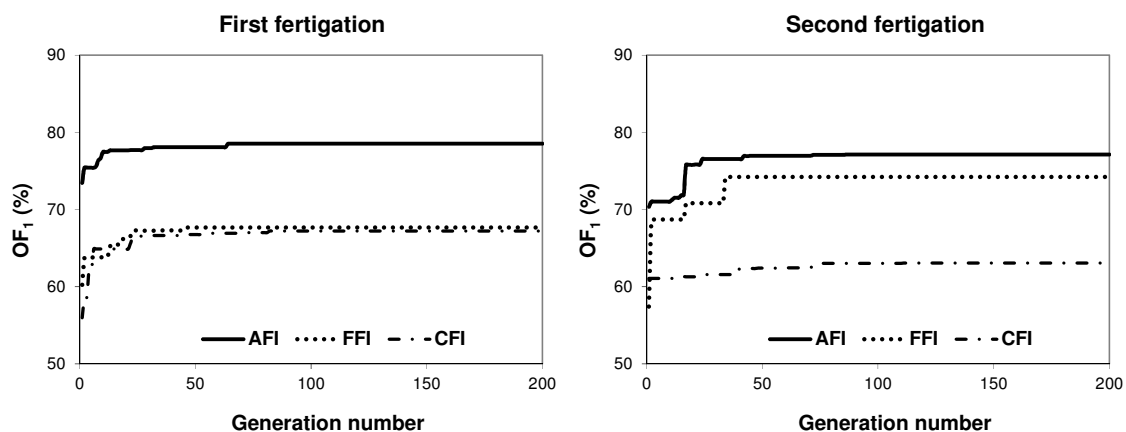 First fertigation
90
80
70
60
50
OF1 (%)
AFI FFI CFI
0 50 100 150 200
Generation number
Second fertigation
90
80
70
60
50
OF1 (%)
AFI FFI CFI
0 50 100 150 200
Generation number